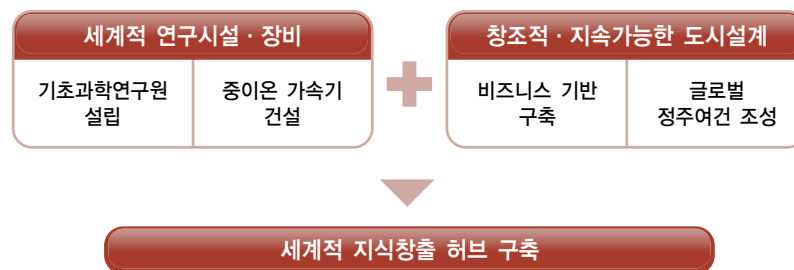 세계적 연구시설 · 장비
기초과학연구원
설립
중이온 가속기
건설
창조적 · 지속가능한 도시설계
비즈니스 기반
구축
글로벌
정주여건 조성
세계적 지식창출 허브 구축